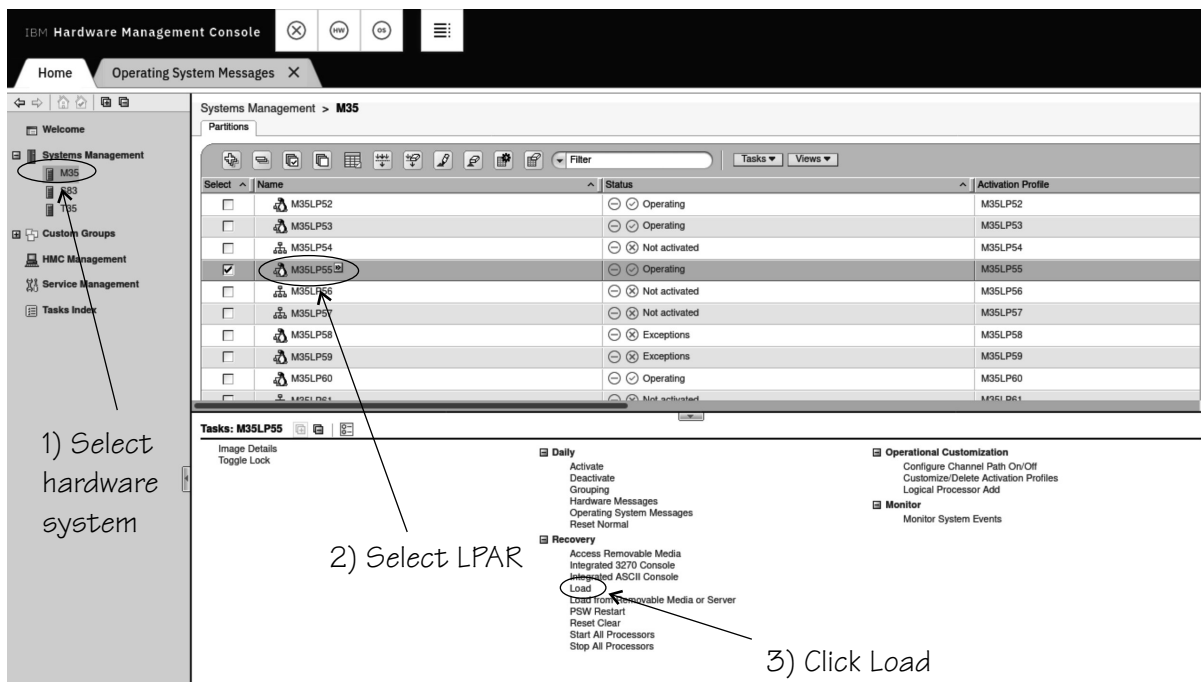 IBM Hardware Management Console
HW
OS
Home
Operating System Messages
Systems Management > M35
Partitions
Welcome
Systems Management
M35
S83
T35
Custom Groups
HMC Management
Service Management
Tasks Index
Filter
Tasks
Views
Select Name Status Activation Profile
M35LP52 Operating M35LP52
M35LP53 Operating M35LP53
M35LP54 Not activated M35LP54
M35LP55 Operating M35LP55
M35LP56 Not activated M35LP56
M35LP57 Not activated M35LP57
M35LP58 Exceptions M35LP58
M35LP59 Exceptions M35LP59
M35LP60 Operating M35LP60
M35LP61 Not activated M35LP61
Tasks: M35LP55
Image Details
Toggle Lock
Daily
Activate
Deactivate
Grouping
Hardware Messages
Operating System Messages
Reset Normal
Recovery
Access Removable Media
Integrated 3270 Console
Integrated ASCII Console
Load
Load from Removable Media or Server
PSW Restart
Reset Clear
Start All Processors
Stop All Processors
Operational Customization
Configure Channel Path On/Off
Customize/Delete Activation Profiles
Logical Processor Add
Monitor
Monitor System Events
1) Select
hardware
system
2) Select LPAR
3) Click Load